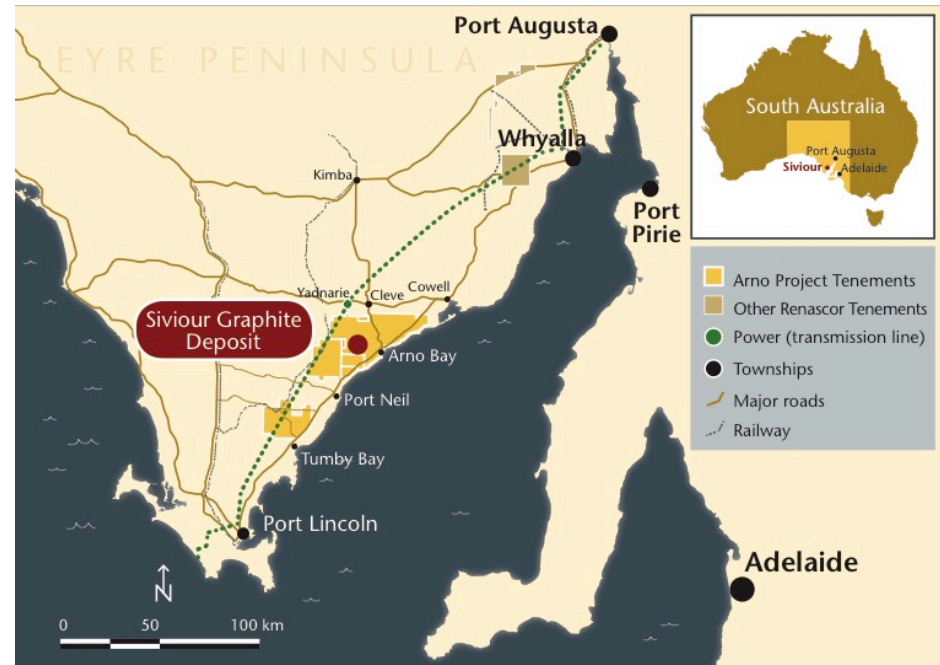 EYRE PENINSULA
Port Augusta
Whyalla
Kimba
Port
Pirie
Yadnarie
Cleve
Cowell
Siviour Graphite
Deposit
Arno Bay
Port Neil
Tumby Bay
Port Lincoln
Adelaide
N
0 50 100 km
South Australia
Port Augusta
Siviour
Adelaide
Arno Project Tenements
Other Renascor Tenements
Power (transmission line)
Townships
Major roads
Railway